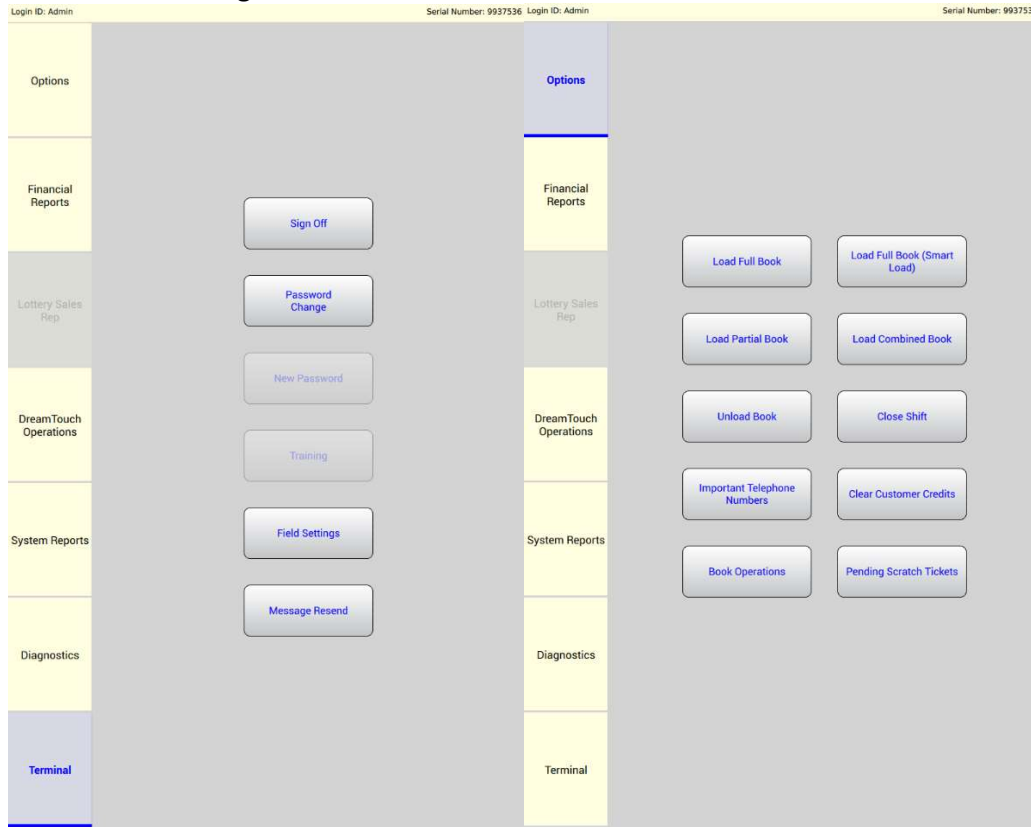 Login ID: Admin
Serial Number: 9937536
Options
Financial
Reports
Lottery Sales
Rep
DreamTouch
Operations
System Reports
Diagnostics
Terminal
Sign Off
Password
Change
New Password
Training
Field Settings
Message Resend
Login ID: Admin
Serial Number: 993753
Options
Financial
Reports
Lottery Sales
Rep
DreamTouch
Operations
System Reports
Diagnostics
Terminal
Load Full Book
Load Full Book (Smart
Load)
Load Partial Book
Load Combined Book
Unload Book
Close Shift
Important Telephone
Numbers
Clear Customer Credits
Book Operations
Pending Scratch Tickets